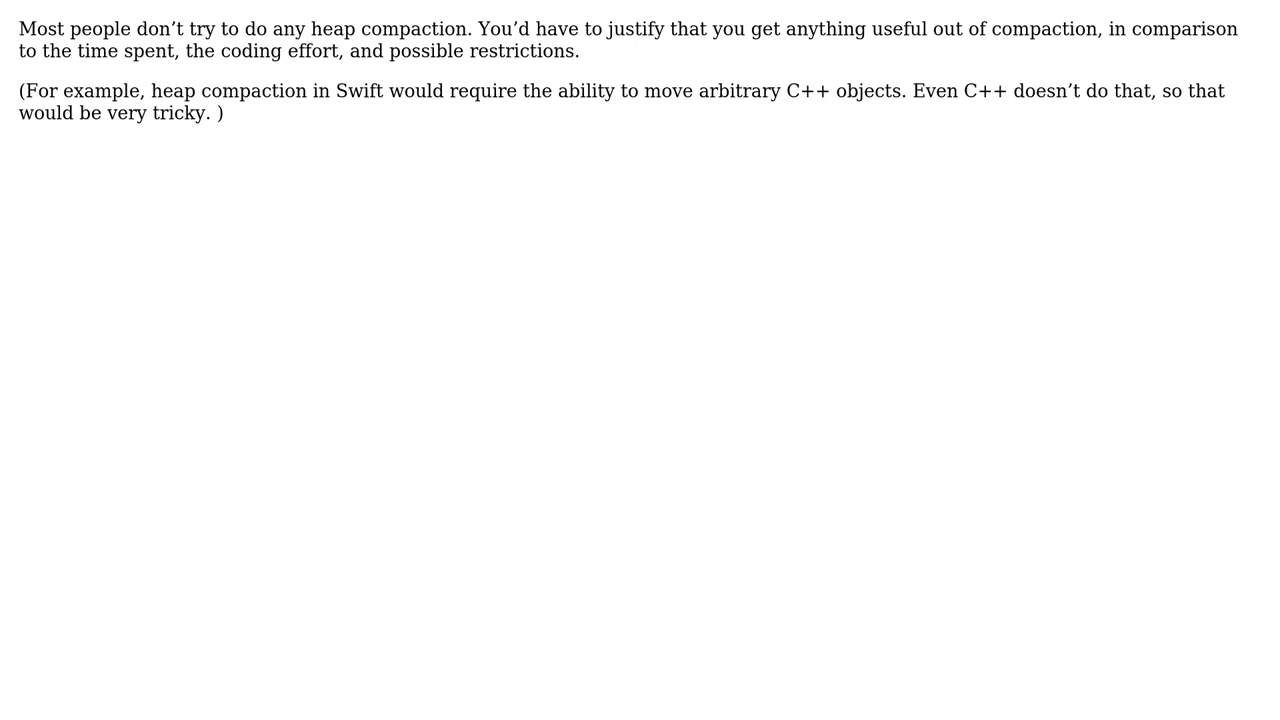 Most people don’t try to do any heap compaction. You’d have to justify that you get anything useful out of compaction, in comparison
to the time spent, the coding effort, and possible restrictions.
(For example, heap compaction in Swift would require the ability to move arbitrary C++ objects. Even C++ doesn’t do that, so that
would be very tricky. )